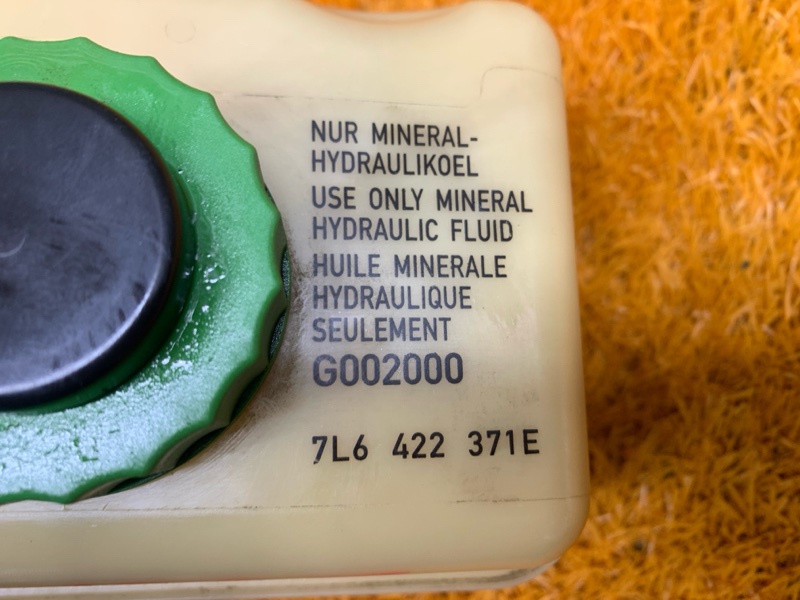 NUR MINERAL-
HYDRAULIKOEL
USE ONLY MINERAL
HYDRAULIC FLUID
HUILE MINERALE
HYDRAULIQUE
SEULEMENT
G002000
7L6 422 371E